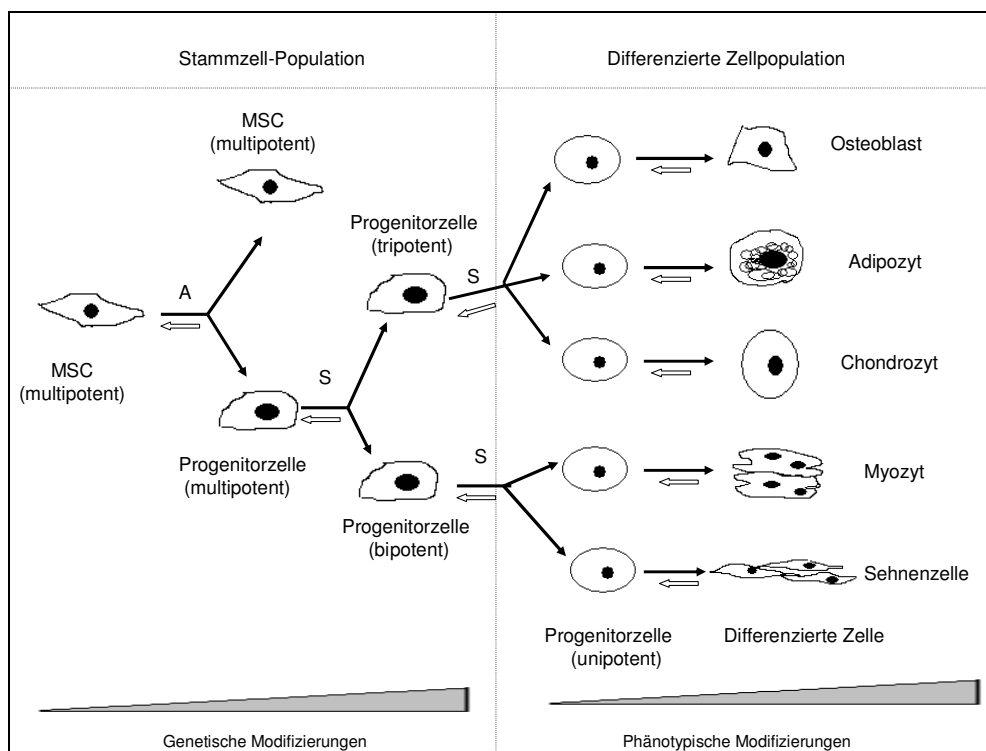 Stammzell-Population
Differenzierte Zellpopulation
MSC
(multipotent)
Osteoblast
Progenitorzelle
(tripotent)
S
Adipozyt
A
MSC
(multipotent)
Chondrozyt
S
Progenitorzelle
(multipotent)
S
Myozyt
Progenitorzelle
(bipotent)
Sehnenzelle
Progenitorzelle
(unipotent)
Differenzierte Zelle
Genetische Modifizierungen
Phänotypische Modifizierungen